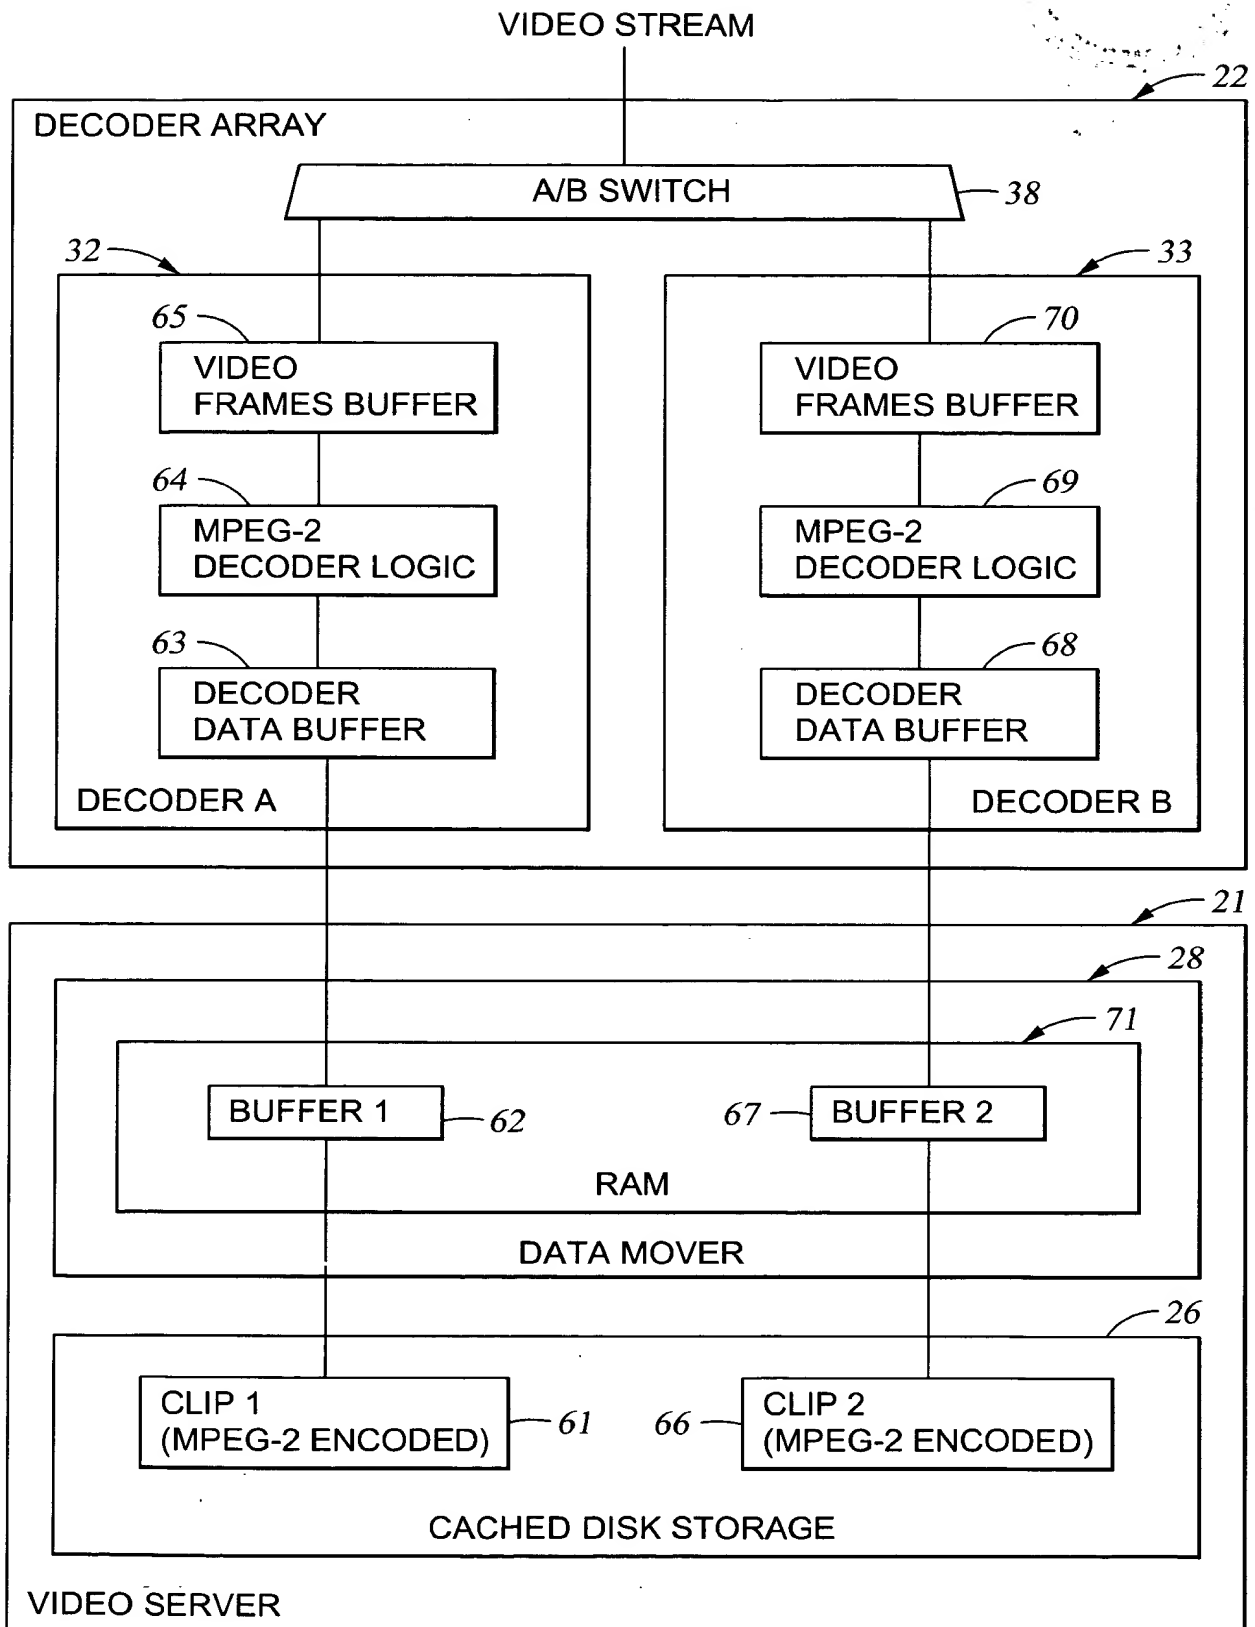 VIDEO STREAM
22
DECODER ARRAY
A/B SWITCH
38
32
33
65
VIDEO
FRAMES BUFFER
70
VIDEO
FRAMES BUFFER
64
MPEG-2
DECODER LOGIC
69
MPEG-2
DECODER LOGIC
63
DECODER
DATA BUFFER
68
DECODER
DATA BUFFER
DECODER A
DECODER B
21
28
71
BUFFER 1
62
67
BUFFER 2
RAM
DATA MOVER
26
CLIP 1
(MPEG-2 ENCODED)
61
66
CLIP 2
(MPEG-2 ENCODED)
CACHED DISK STORAGE
VIDEO SERVER